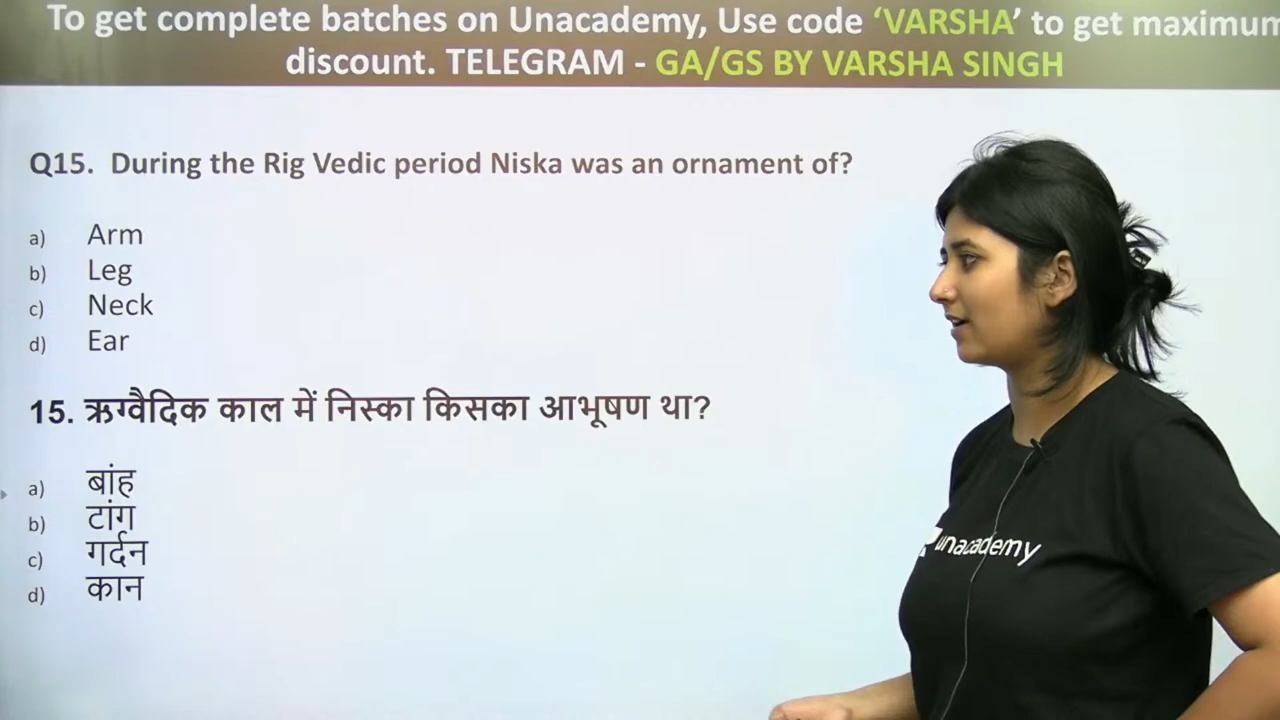 To get complete batches on Unacademy, Use code ‘VARSHA’ to get maximum
discount. TELEGRAM - GA/GS BY VARSHA SINGH
Q15. During the Rig Vedic period Niska was an ornament of?
a) Arm
b) Leg
c) Neck
d) Ear
15. ऋग्वैदिक काल में निस्का किसका आभूषण था?
a) बांह
b) टांग
c) गर्दन
d) कान
unacademy